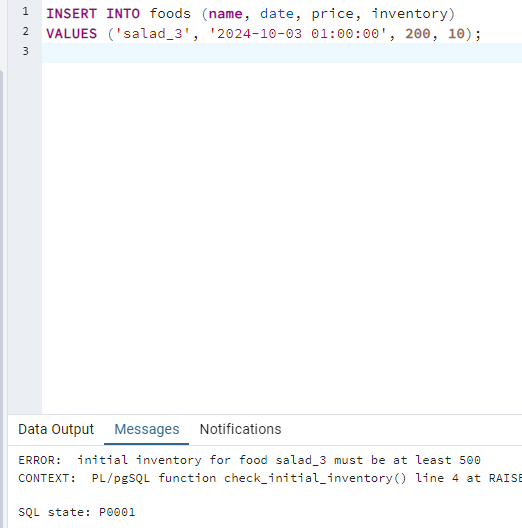 1 INSERT INTO foods (name, date, price, inventory)
2 VALUES ('salad_3', '2024-10-03 01:00:00', 200, 10);
3
Data Output Messages Notifications
ERROR:  initial inventory for food salad_3 must be at least 500
CONTEXT:  PL/pgSQL function check_initial_inventory() line 4 at RAISE
SQL state: P0001